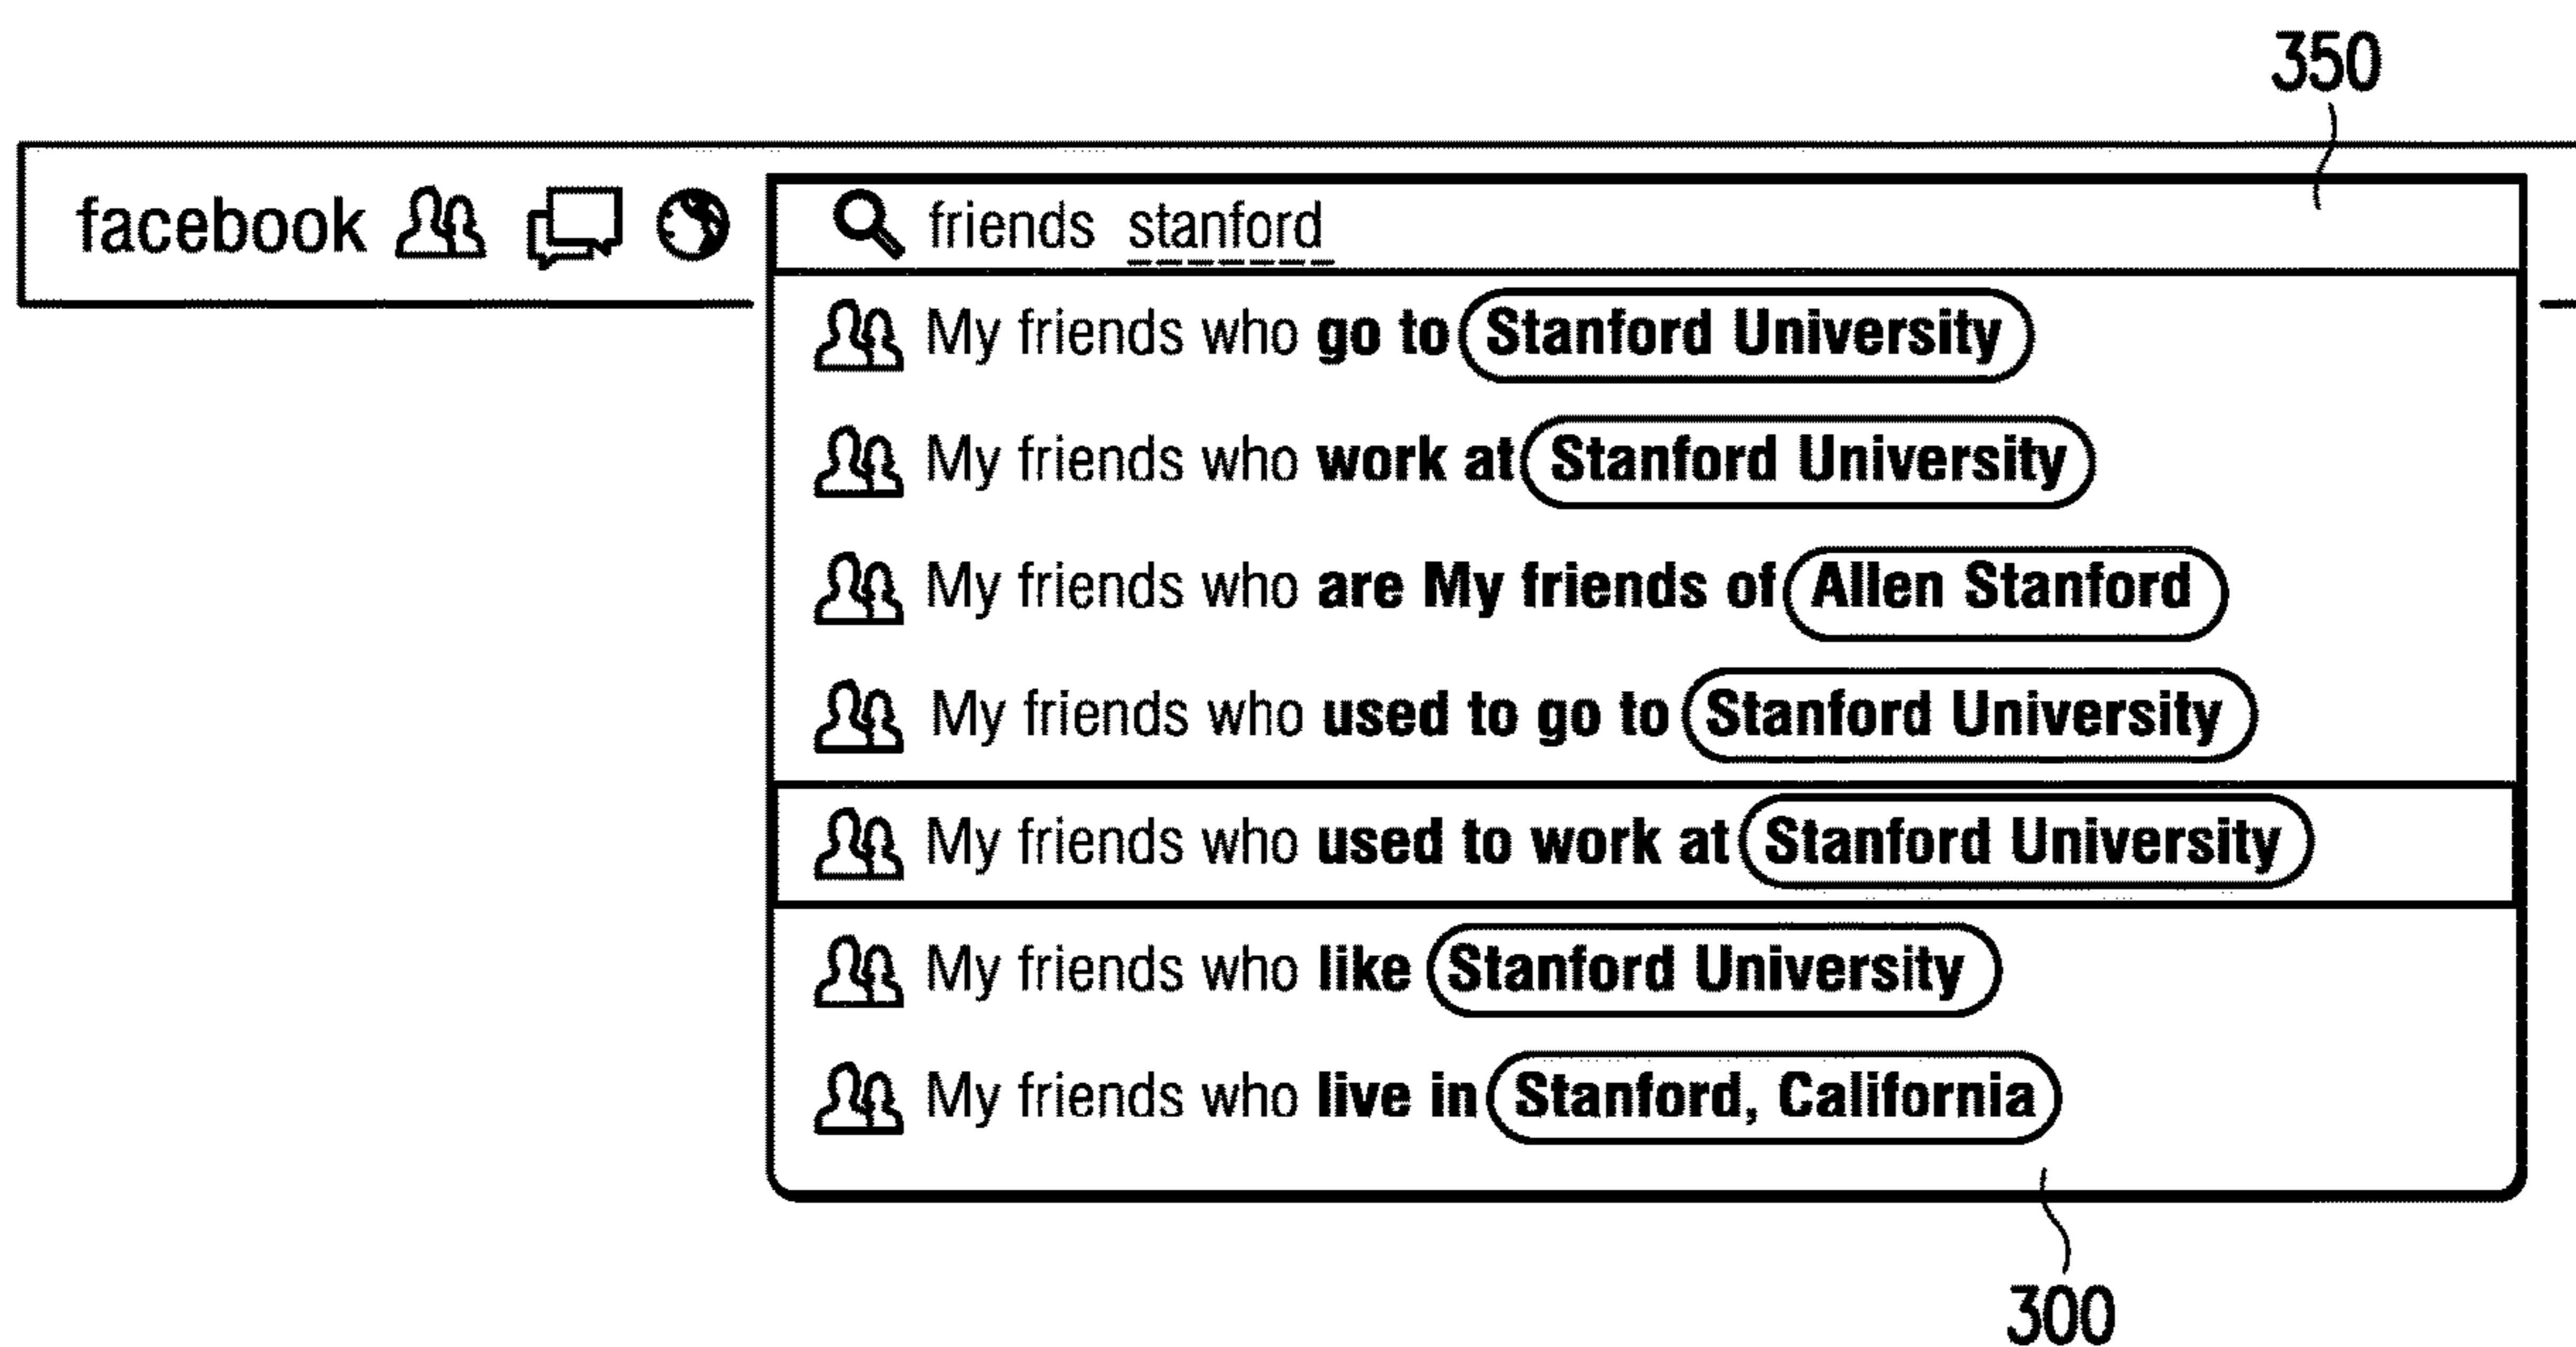 350
facebook friends stanford
My friends who go to Stanford University
My friends who work at Stanford University
My friends who are My friends of Allen Stanford
My friends who used to go to Stanford University
My friends who used to work at Stanford University
My friends who like Stanford University
My friends who live in Stanford, California
300